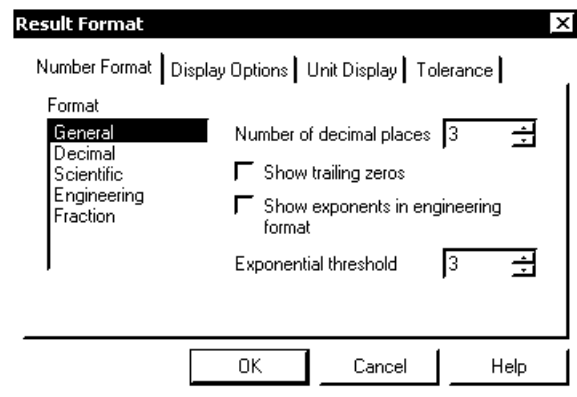 Result Format
Number Format Display Options Unit Display Tolerance
Format
General
Decimal
Scientific
Engineering
Fraction
Number of decimal places 3
Show trailing zeros
Show exponents in engineering
format
Exponential threshold 3
OK Cancel Help